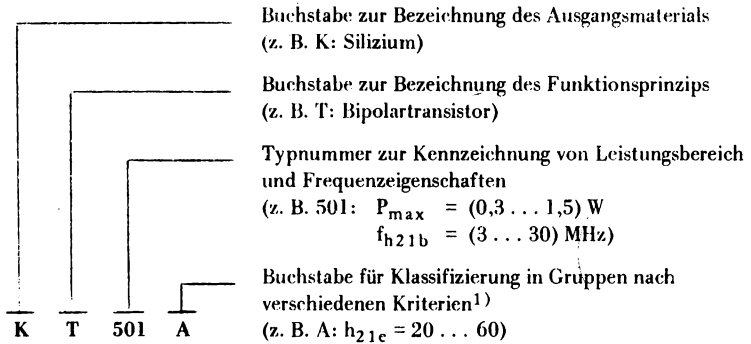 Buchstabe zur Bezeichnung des Ausgangsmaterials
(z. B. K: Silizium)
Buchstabe zur Bezeichnung des Funktionsprinzips
(z. B. T: Bipolartransistor)
Typnummer zur Kennzeichnung von Leistungsbereich
und Frequenzeigenschaften
(z. B. 501: Pmax = (0,3 ... 1,5) W
fh21b = (3 ... 30) MHz)
Buchstabe für Klassifizierung in Gruppen nach
verschiedenen Kriterien1)
(z. B. A: h21e = 20 ... 60)
K T 501 A